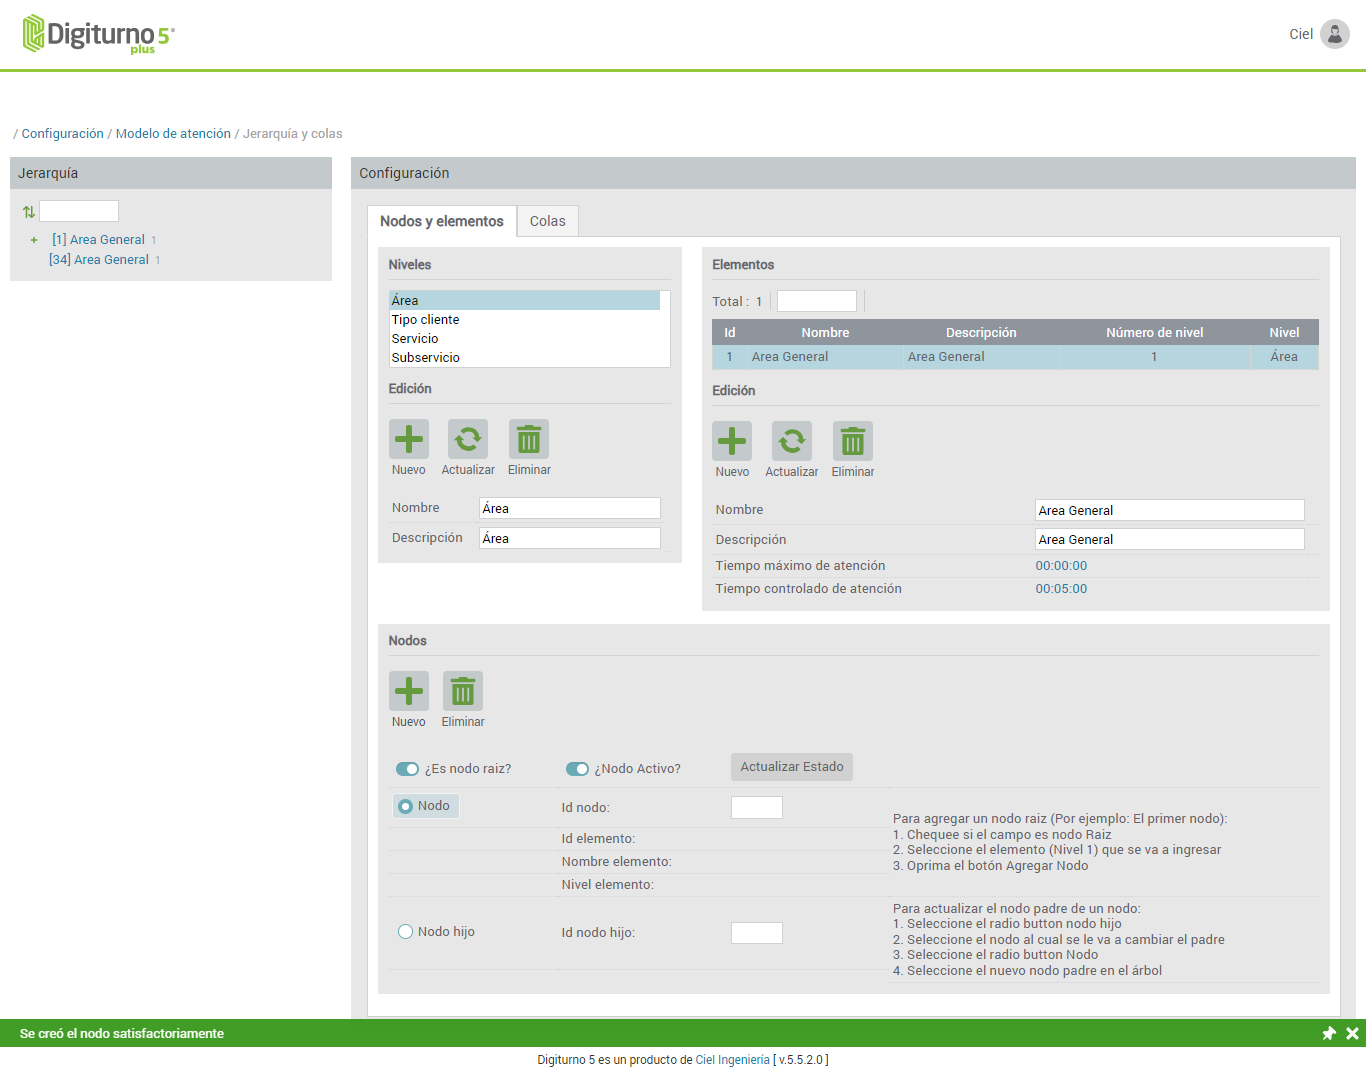 Digiturno 5®
plus
Ciel
/ Configuración / Modelo de atención / Jerarquía y colas
Jerarquía
[1] Area General 1
[34] Area General 1
Configuración
Nodos y elementos
Colas
Niveles
Área
Tipo cliente
Servicio
Subservicio
Edición
Nuevo
Actualizar
Eliminar
Nombre
Área
Descripción
Área
Elementos
Total : 1
Id Nombre Descripción Número de nivel Nivel
1 Area General Area General 1 Área
Edición
Nuevo
Actualizar
Eliminar
Nombre
Area General
Descripción
Area General
Tiempo máximo de atención 00:00:00
Tiempo controlado de atención 00:05:00
Nodos
Nuevo
Eliminar
¿Es nodo raiz?
¿Nodo Activo?
Actualizar Estado
Nodo
Id nodo:
Id elemento:
Nombre elemento:
Nivel elemento:
Para agregar un nodo raiz (Por ejemplo: El primer nodo):
1. Chequee si el campo es nodo Raiz
2. Seleccione el elemento (Nivel 1) que se va a ingresar
3. Oprima el botón Agregar Nodo
Nodo hijo
Id nodo hijo:
Para actualizar el nodo padre de un nodo:
1. Seleccione el radio button nodo hijo
2. Seleccione el nodo al cual se le va a cambiar el padre
3. Seleccione el radio button Nodo
4. Seleccione el nuevo nodo padre en el árbol
Se creó el nodo satisfactoriamente
Digiturno 5 es un producto de Ciel Ingeniería [ v.5.5.2.0 ]